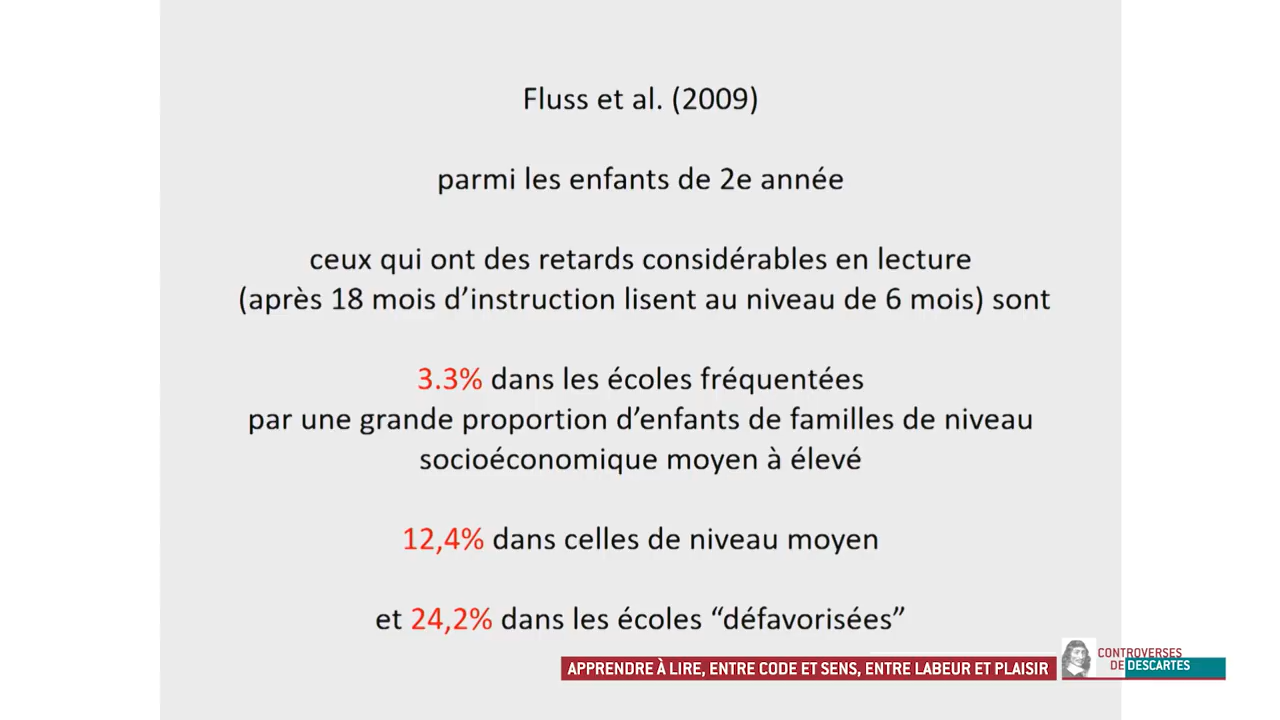 Fluss et al. (2009)
parmi les enfants de 2e année
ceux qui ont des retards considérables en lecture
(après 18 mois d’instruction lisent au niveau de 6 mois) sont
3.3% dans les écoles fréquentées
par une grande proportion d’enfants de familles de niveau
socioéconomique moyen à élevé
12,4% dans celles de niveau moyen
et 24,2% dans les écoles “défavorisées”
APPRENDRE À LIRE, ENTRE CODE ET SENS, ENTRE LABEUR ET PLAISIR
CONTROVERSES
DE DESCARTES